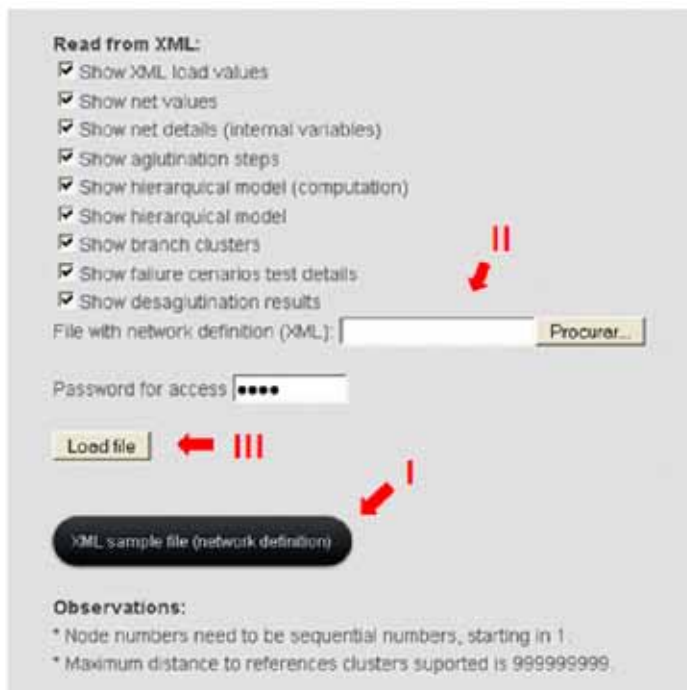 Read from XML:
Show XML load values
Show net values
Show net details (internal variables)
Show aglutination steps
Show hierarquical model (computation)
Show hierarquical model
Show branch clusters
Show failure cenarios test details
Show desaglutination results
II
File with network definition (XML): Procurar...
Password for access ●●●●
Load file III
I
XML sample file (network definition)
Observations:
* Node numbers need to be sequential numbers, starting in 1.
* Maximum distance to references clusters suported is 999999999.